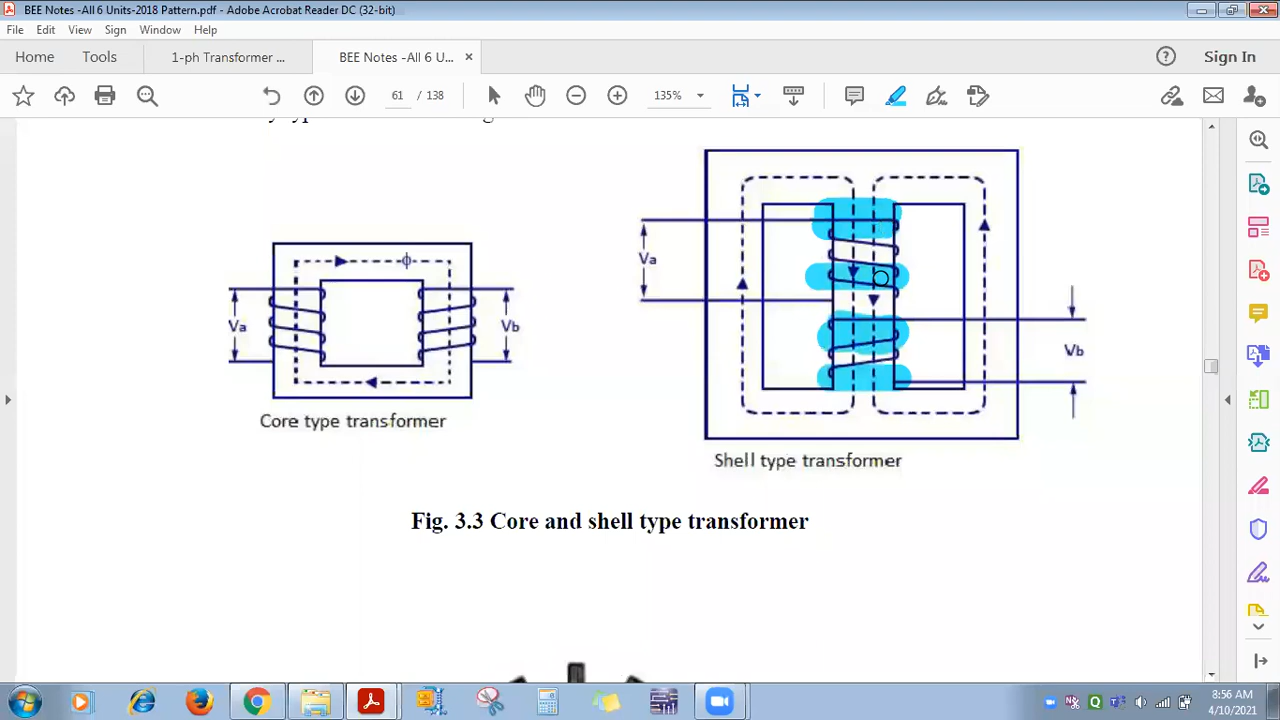 BEE Notes -All 6 Units-2018 Pattern.pdf - Adobe Acrobat Reader DC (32-bit)
File Edit View Sign Window Help
Home Tools 1-ph Transformer ... BEE Notes -All 6 U... × Sign In
61 / 138 135%
Va
Vb
ϕ
Va
Vb
Core type transformer
Shell type transformer
Fig. 3.3 Core and shell type transformer
8:56 AM
4/10/2021